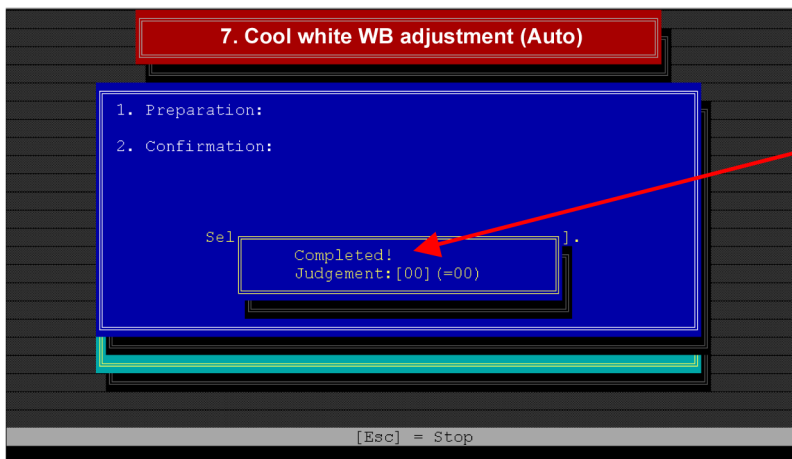 7. Cool white WB adjustment (Auto)
1. Preparation:
2. Confirmation:
Sel ].
Completed!
Judgement:[00](=00)
[Esc] = Stop